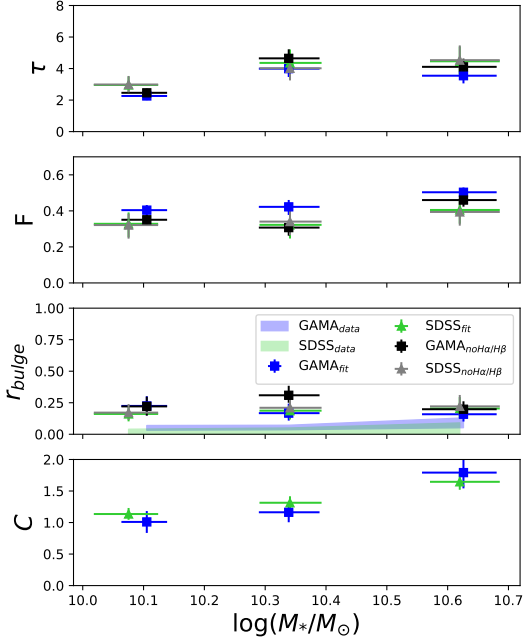 8
6
4
2
0
τ
0.6
0.4
0.2
0.0
F
1.00
0.75
0.50
0.25
0.00
r_bulge
GAMA_data
SDSS_data
GAMA_fit
SDSS_fit
GAMA_noHα/Hβ
SDSS_noHα/Hβ
2.0
1.5
1.0
0.5
0.0
C
10.0 10.1 10.2 10.3 10.4 10.5 10.6 10.7
log(M_*/M_⊙)